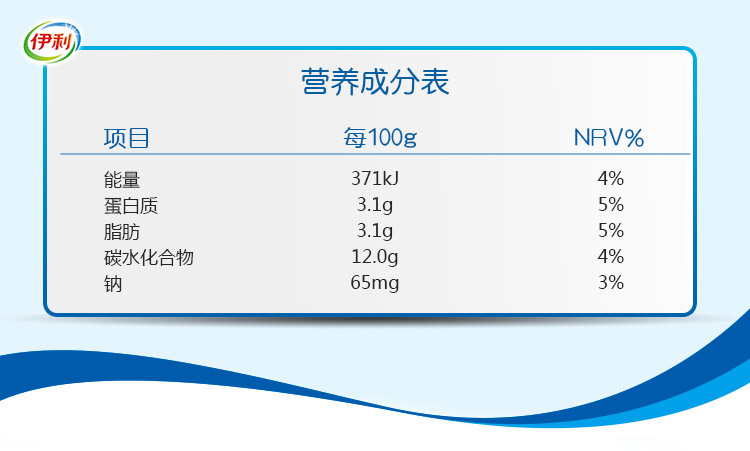 伊利
营养成分表
项目 每100g NRV%
能量 371kJ 4%
蛋白质 3.1g 5%
脂肪 3.1g 5%
碳水化合物 12.0g 4%
钠 65mg 3%